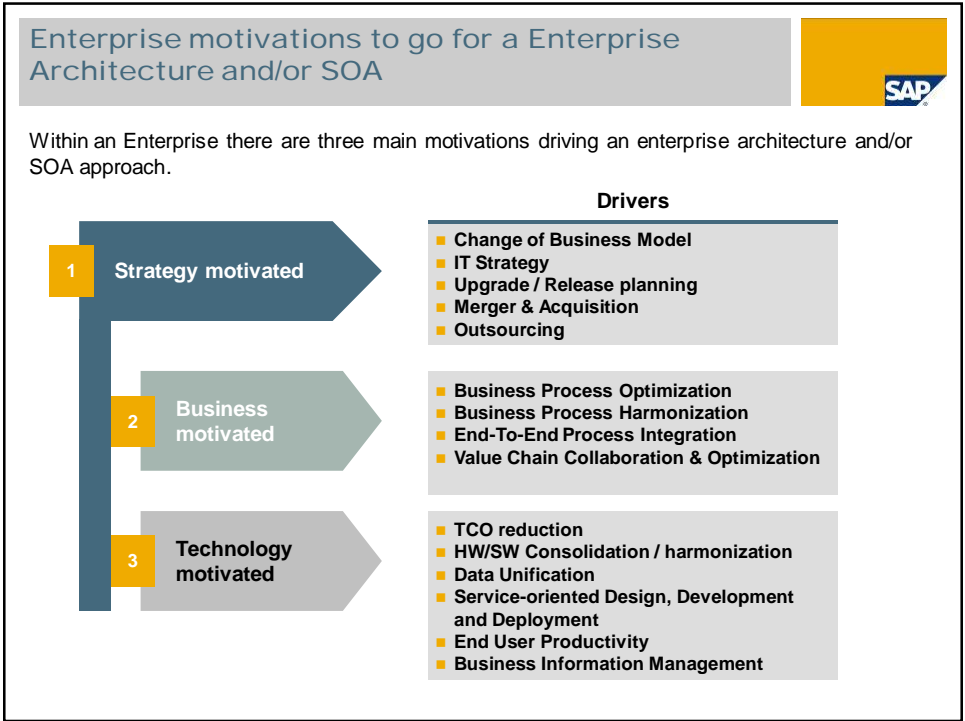 Enterprise motivations to go for a Enterprise
Architecture and/or SOA
SAP
Within an Enterprise there are three main motivations driving an enterprise architecture and/or
SOA approach.
Drivers
1
Strategy motivated
Change of Business Model
IT Strategy
Upgrade / Release planning
Merger & Acquisition
Outsourcing
2
Business
motivated
Business Process Optimization
Business Process Harmonization
End-To-End Process Integration
Value Chain Collaboration & Optimization
3
Technology
motivated
TCO reduction
HW/SW Consolidation / harmonization
Data Unification
Service-oriented Design, Development
and Deployment
End User Productivity
Business Information Management